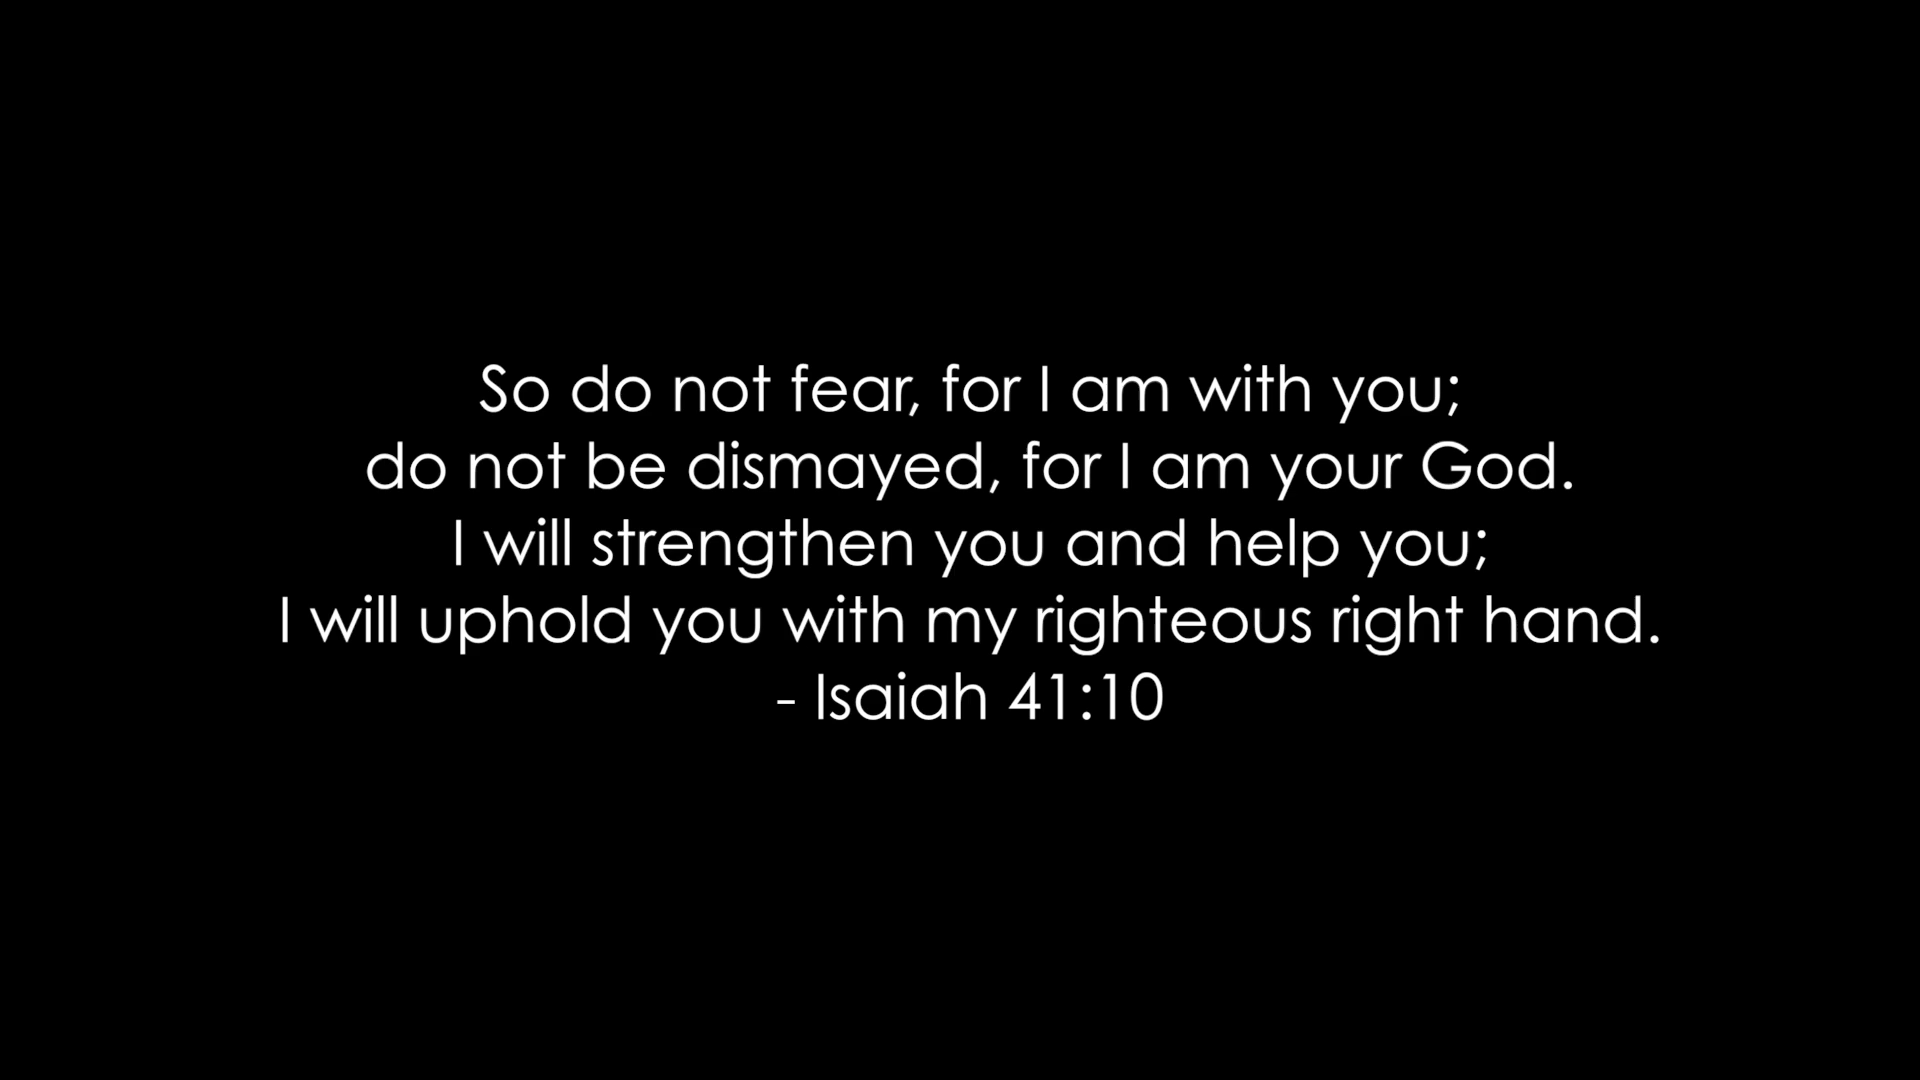 So do not fear, for I am with you;
do not be dismayed, for I am your God.
I will strengthen you and help you;
I will uphold you with my righteous right hand.
- Isaiah 41:10